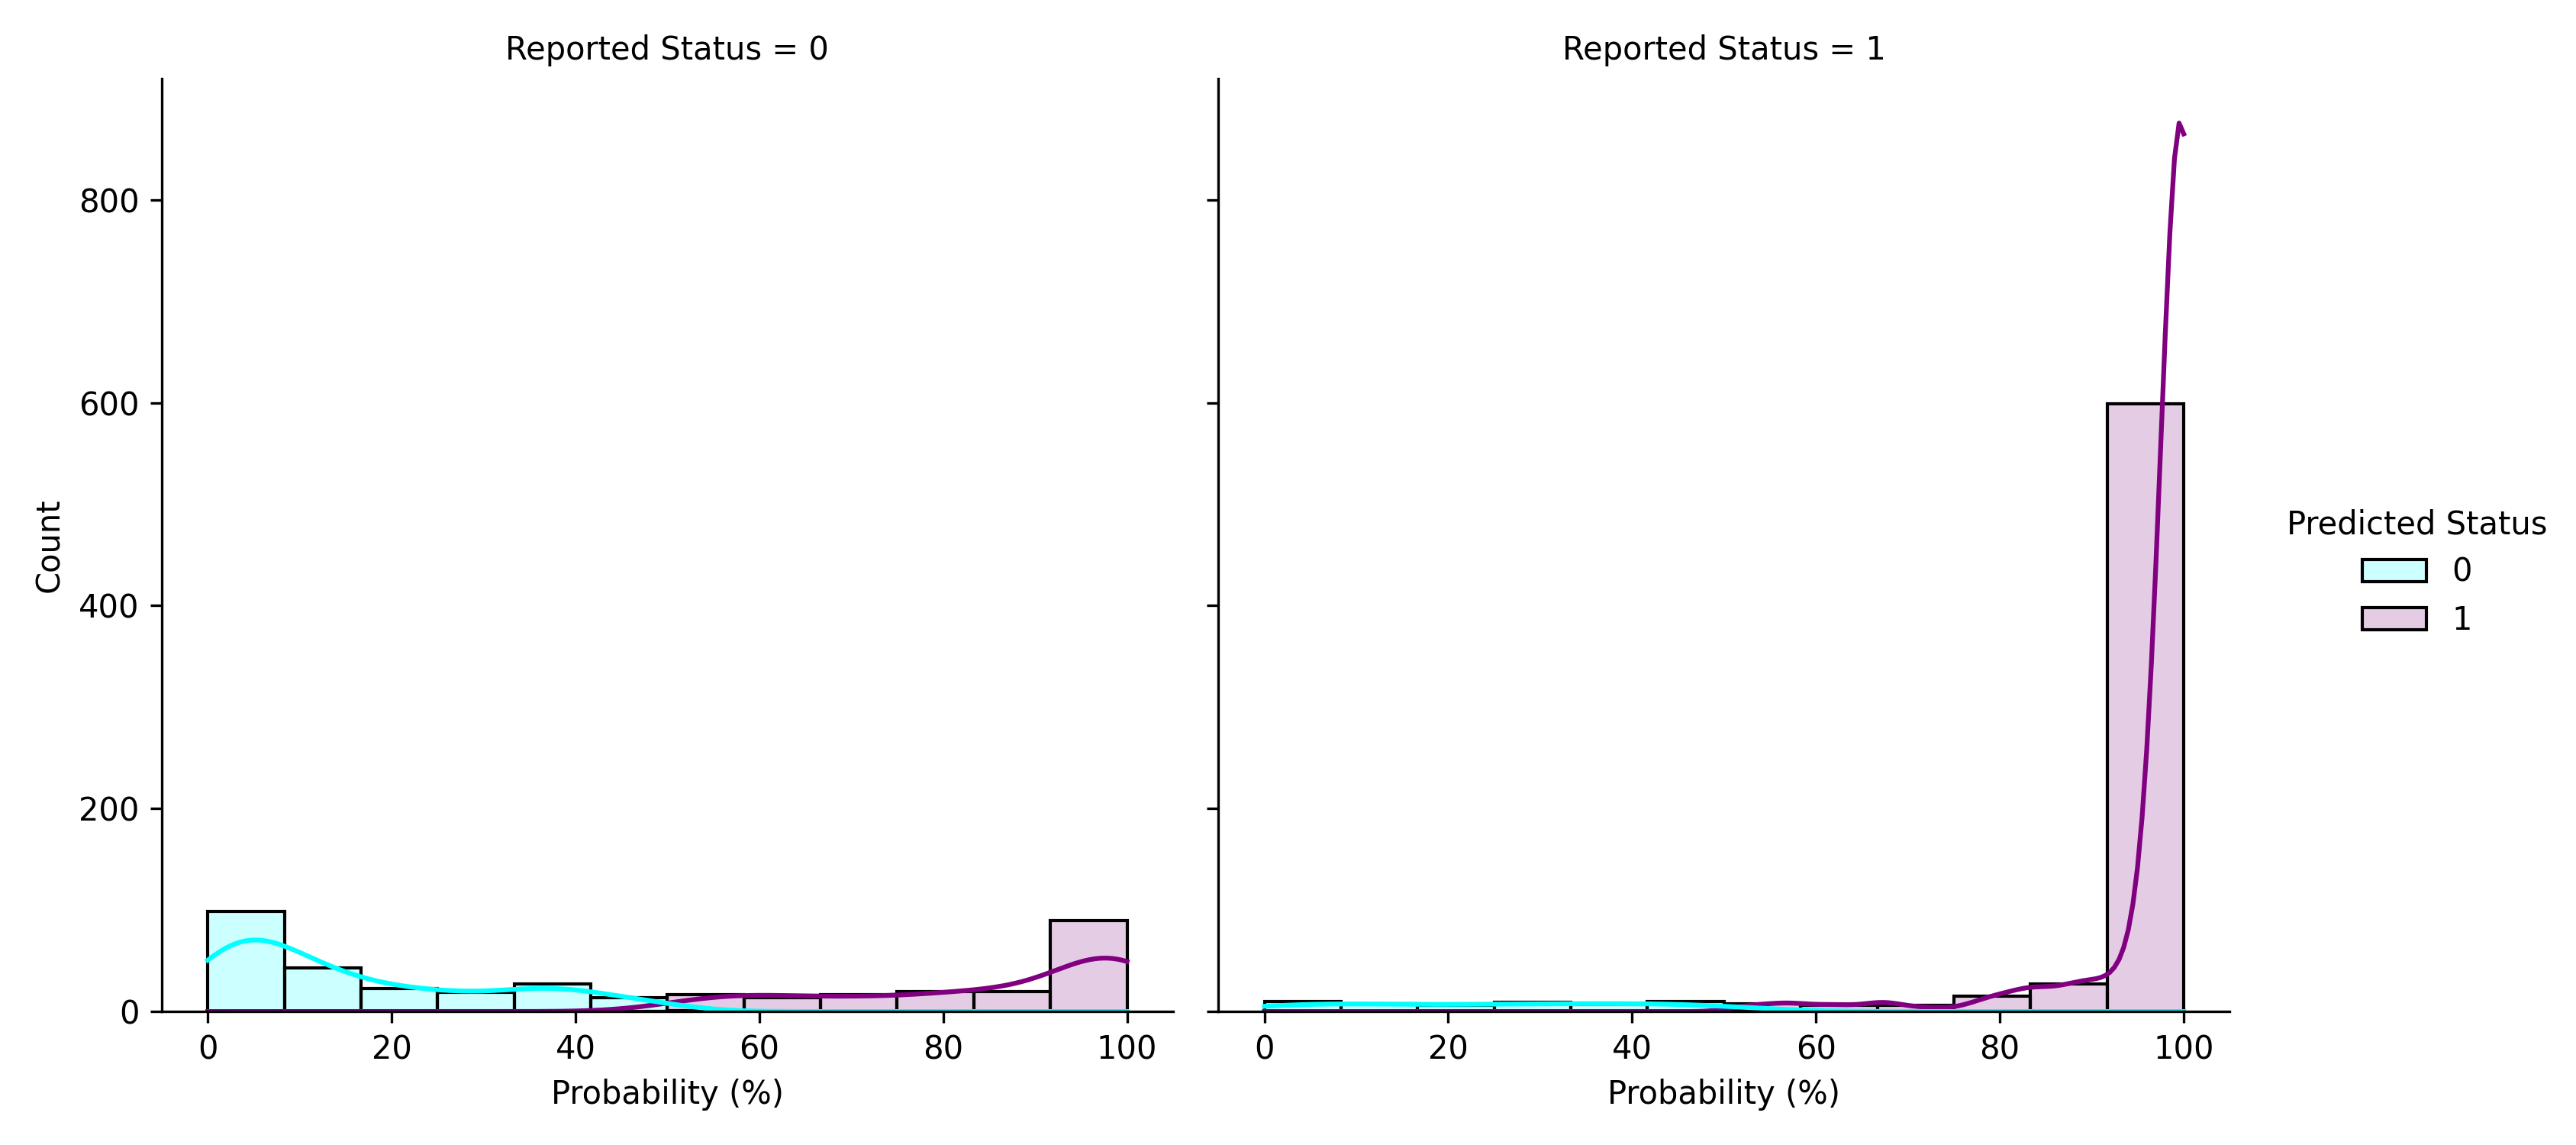 Reported Status = 0
Reported Status = 1
Count
800
600
400
200
0
0 20 40 60 80 100
0 20 40 60 80 100
Probability (%)
Probability (%)
Predicted Status
0
1